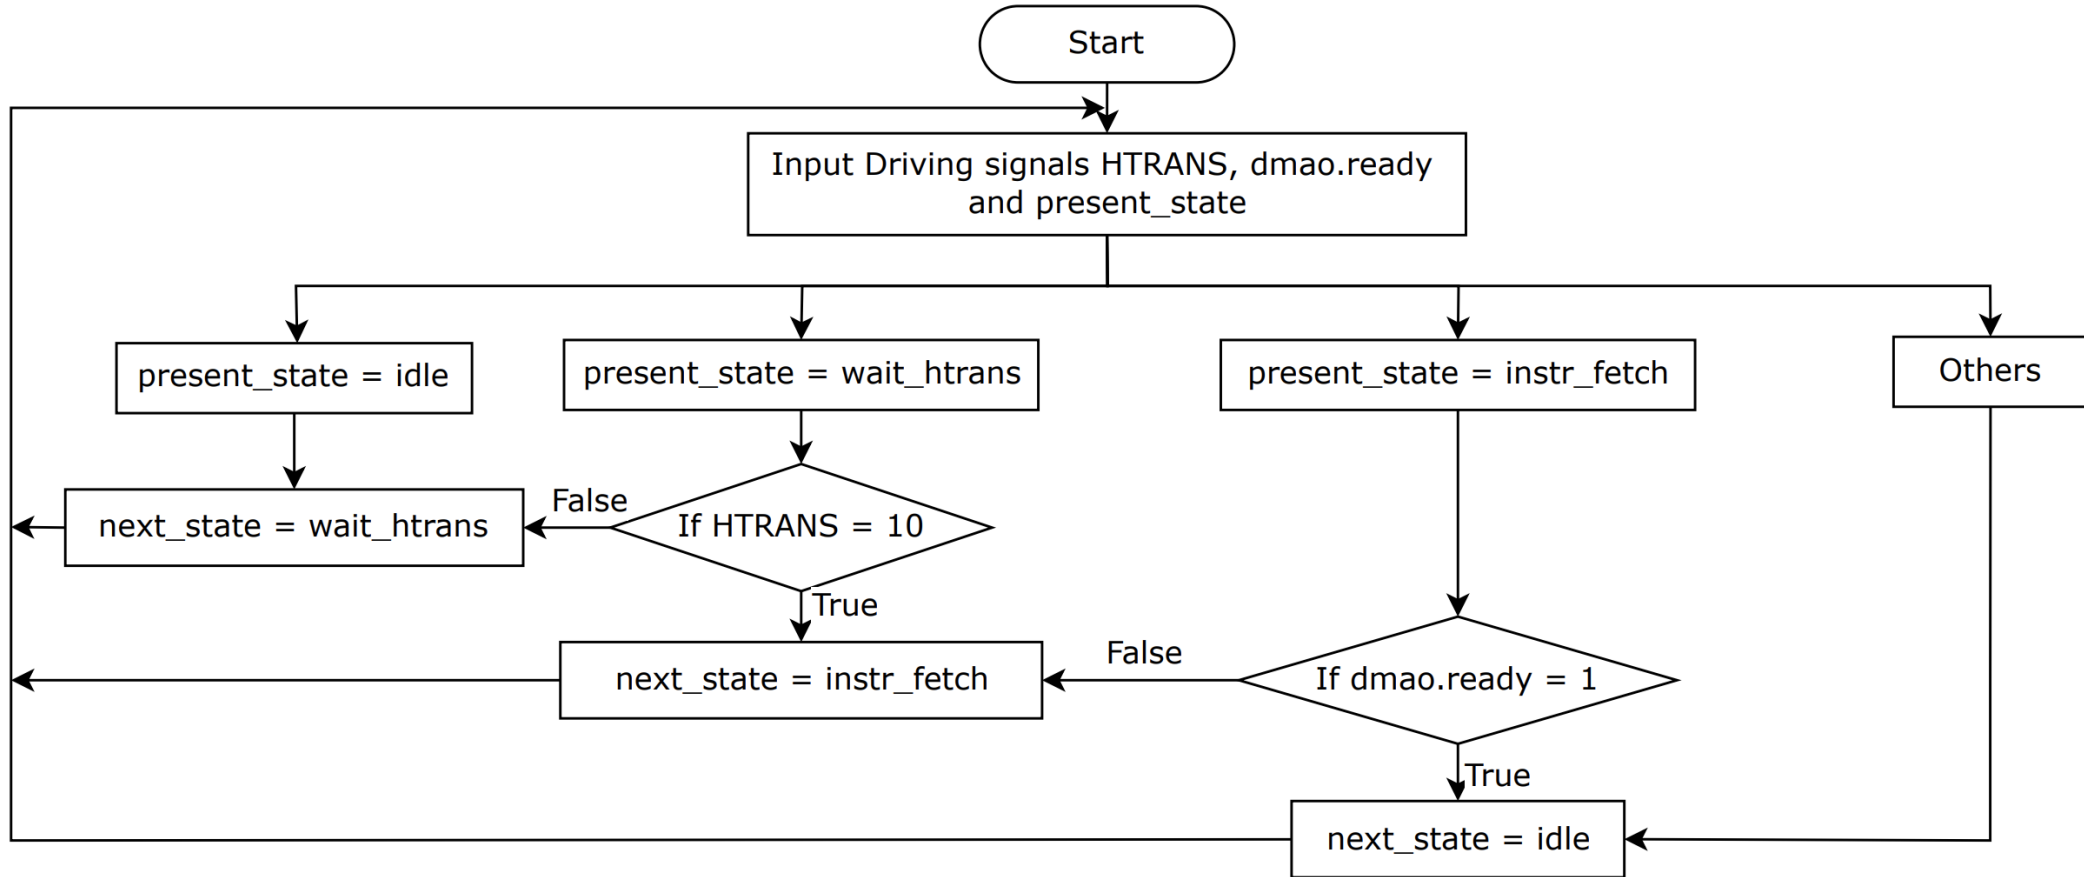 Start
Input Driving signals HTRANS, dmao.ready
and present_state
present_state = idle
present_state = wait_htrans
present_state = instr_fetch
Others
next_state = wait_htrans
False
If HTRANS = 10
True
next_state = instr_fetch
False
If dmao.ready = 1
True
next_state = idle